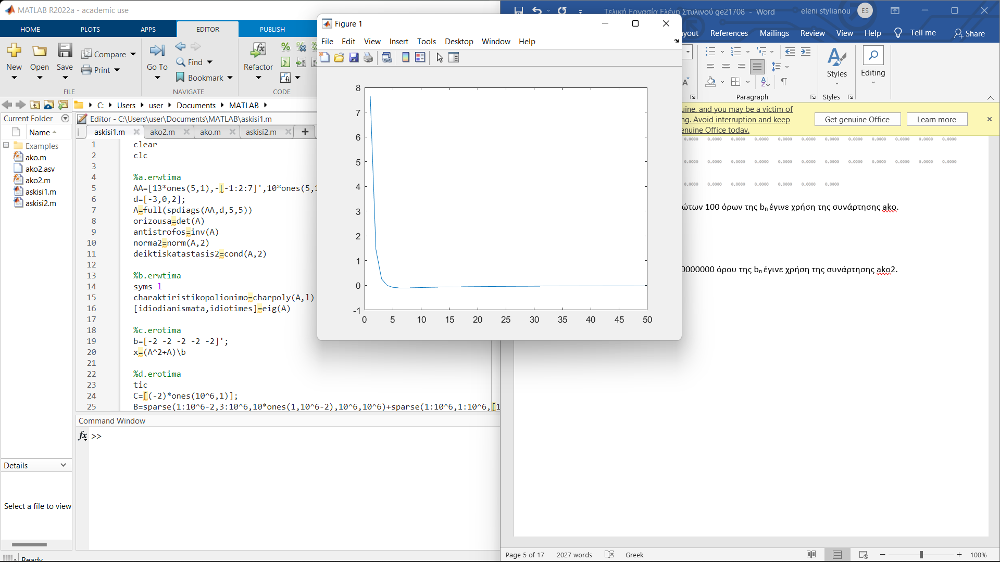 MATLAB R2022a - academic use
HOME PLOTS APPS EDITOR PUBLISH
New Open Save Compare Print
FILE
Go To Find Bookmark
NAVIGATE
Refactor
CODE
C: Users user Documents MATLAB
Current Folder
Name
Examples
ako.m
ako2.asv
ako2.m
askisi1.m
askisi2.m
Details
Select a file to view
Ready
Editor - C:\Users\user\Documents\MATLAB\askisi1.m
askisi1.m ako2.m ako.m askisi2.m +
1 clear
2 clc
3
4 %a.erwtima
5 AA=[13*ones(5,1),-[-1:2:7]',10*ones(5,1
6 d=[-3,0,2];
7 A=full(spdiags(AA,d,5,5))
8 orizousa=det(A)
9 antistrofos=inv(A)
10 norma2=norm(A,2)
11 deiktiskatastasis2=cond(A,2)
12
13 %b.erwtima
14 syms l
15 charaktiristikopolionimo=charpoly(A,l)
16 [idiodianismata,idiotimes]=eig(A)
17
18 %c.erotima
19 b=[-2 -2 -2 -2 -2]';
20 x=(A^2+A)\b
21
22 %d.erotima
23 tic
24 C=[(-2)*ones(10^6,1)];
25 B=sparse(1:10^6-2,3:10^6,10*ones(1,10^6-2),10^6,10^6)+sparse(1:10^6,1:10^6,[1
Command Window
fx >>
Figure 1
File Edit View Insert Tools Desktop Window Help
8
7
6
5
4
3
2
1
0
-1
0 5 10 15 20 25 30 35 40 45 50
Τελική Εργασία Ελένη Στυλινού ge21708 - Word
eleni stylianou ES
yout References Mailings Review View Help Tell me Share
Paragraph
Styles
Styles
Editing
uine, and you may be a victim of
ng. Avoid interruption and keep
enuine Office today.
Get genuine Office Learn more
0.0000 0.0000 0.0000 0.0000 0.0000 0.0000 0.0000 0.0000 0.0000 0.0000 0.0000 0.0000
0.0000 0.0000 0.0000 0.0000 0.0000 0.0000 0.0000 0.0000 0.0000 0.0000 0.0000 0.0000
0.0000 0.0000 0.0000 0.0000 0.0000 0.0000 0.0000
ώτων 100 όρων της bn έγινε χρήση της συνάρτησης ako.
0000000 όρου της bn έγινε χρήση της συνάρτησης ako2.
Page 5 of 17 2027 words Greek 100%